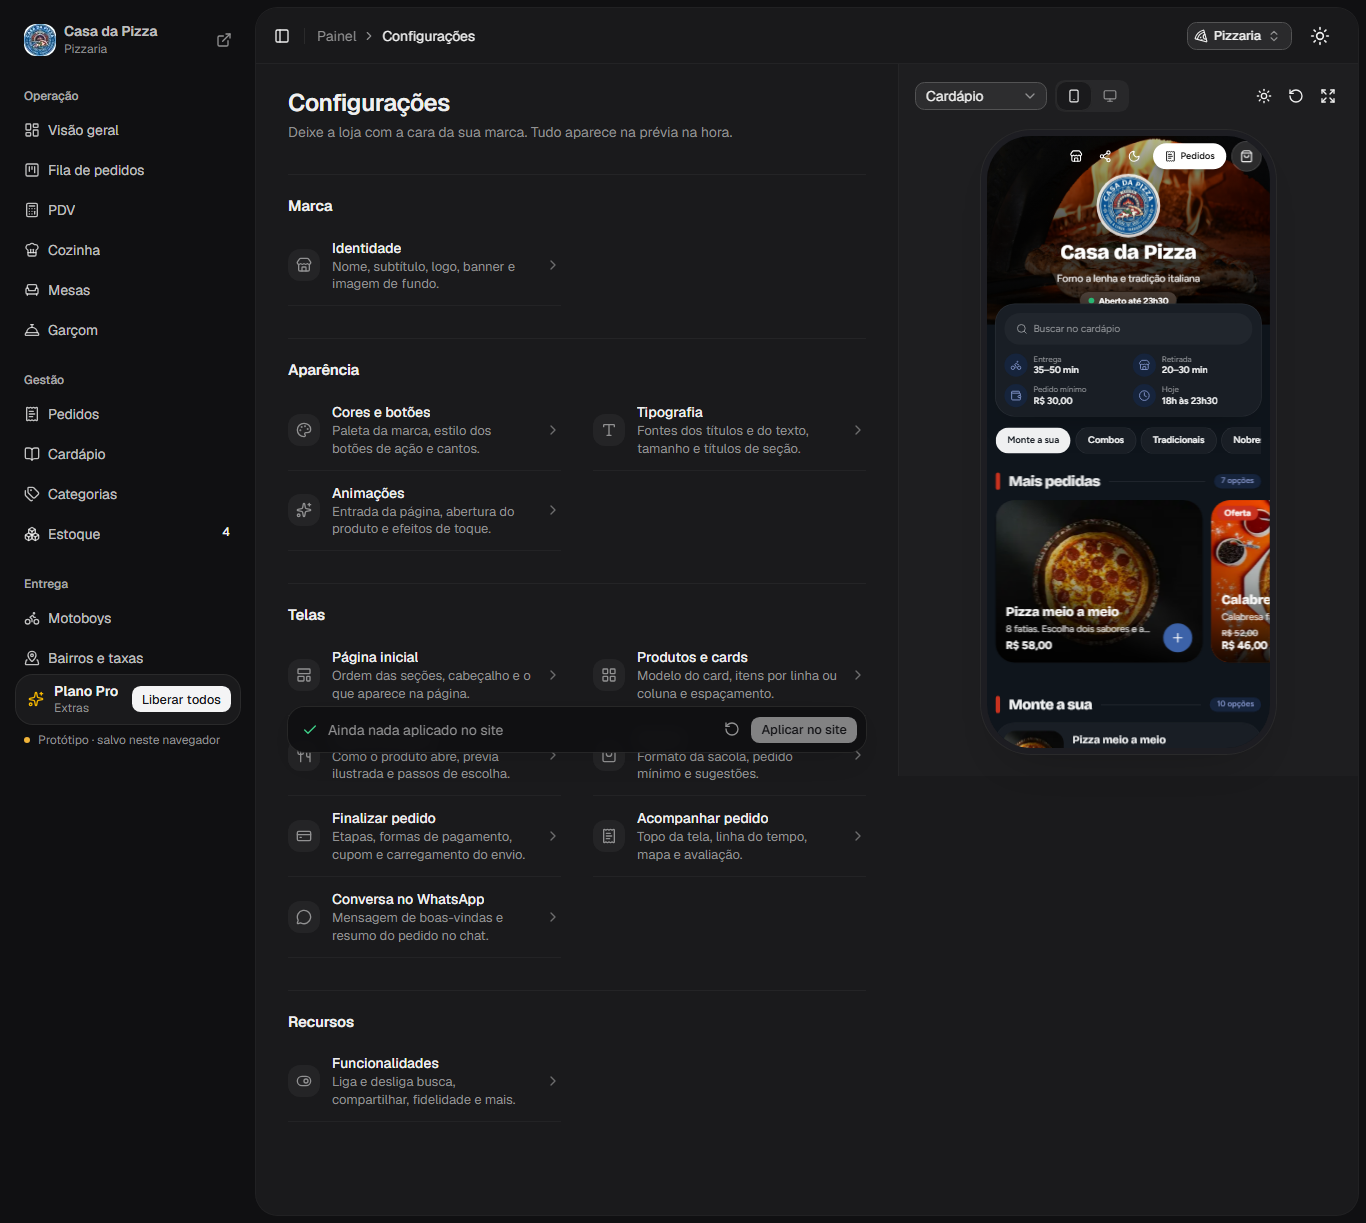 Casa da Pizza
Pizzaria
Operação
Visão geral
Fila de pedidos
PDV
Cozinha
Mesas
Garçom
Gestão
Pedidos
Cardápio
Categorias
Estoque
4
Entrega
Motoboys
Bairros e taxas
Plano Pro
Extras
Liberar todos
Protótipo · salvo neste navegador
Painel
Configurações
Pizzaria
Configurações
Deixe a loja com a cara da sua marca. Tudo aparece na prévia na hora.
Marca
Identidade
Nome, subtítulo, logo, banner e
imagem de fundo.
Aparência
Cores e botões
Paleta da marca, estilo dos
botões de ação e cantos.
Tipografia
Fontes dos títulos e do texto,
tamanho e títulos de seção.
Animações
Entrada da página, abertura do
produto e efeitos de toque.
Telas
Página inicial
Ordem das seções, cabeçalho e o
que aparece na página.
Produtos e cards
Modelo do card, itens por linha ou
coluna e espaçamento.
Ainda nada aplicado no site
Aplicar no site
Como o produto abre, prévia
ilustrada e passos de escolha.
Formato da sacola, pedido
mínimo e sugestões.
Finalizar pedido
Etapas, formas de pagamento,
cupom e carregamento do envio.
Acompanhar pedido
Topo da tela, linha do tempo,
mapa e avaliação.
Conversa no WhatsApp
Mensagem de boas-vindas e
resumo do pedido no chat.
Recursos
Funcionalidades
Liga e desliga busca,
compartilhar, fidelidade e mais.
Cardápio
Pedidos
CASA DA PIZZA
Casa da Pizza
Forno a lenha e tradição italiana
Aberto até 23h30
Buscar no cardápio
Entrega
35–50 min
Retirada
20–30 min
Pedido mínimo
R$ 30,00
Hoje
18h às 23h30
Monte a sua
Combos
Tradicionais
Nobre
Mais pedidas
7 opções
Pizza meio a meio
8 fatias. Escolha dois sabores e a...
R$ 58,00
Oferta
Calabre
Calabresa f
R$ 52,00
R$ 46,00
Monte a sua
10 opções
Pizza meio a meio